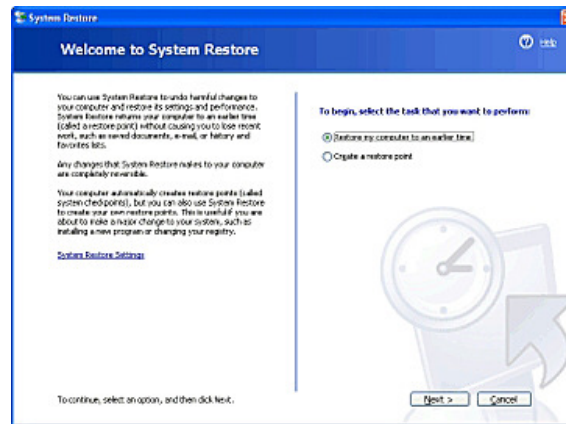 System Restore
Welcome to System Restore
Help
You can use System Restore to undo harmful changes to
your computer and restore its settings and performance.
System Restore returns your computer to an earlier time
(called a restore point) without causing you to lose recent
work, such as saved documents, e-mail, or history and
favorites lists.
Any changes that System Restore makes to your computer
are completely reversible.
Your computer automatically creates restore points (called
system checkpoints), but you can also use System Restore
to create your own restore points. This is useful if you are
about to make a major change to your system, such as
installing a new program or changing your registry.
System Restore Settings
To begin, select the task that you want to perform:
Restore my computer to an earlier time
Create a restore point
To continue, select an option, and then click Next.
Next >
Cancel